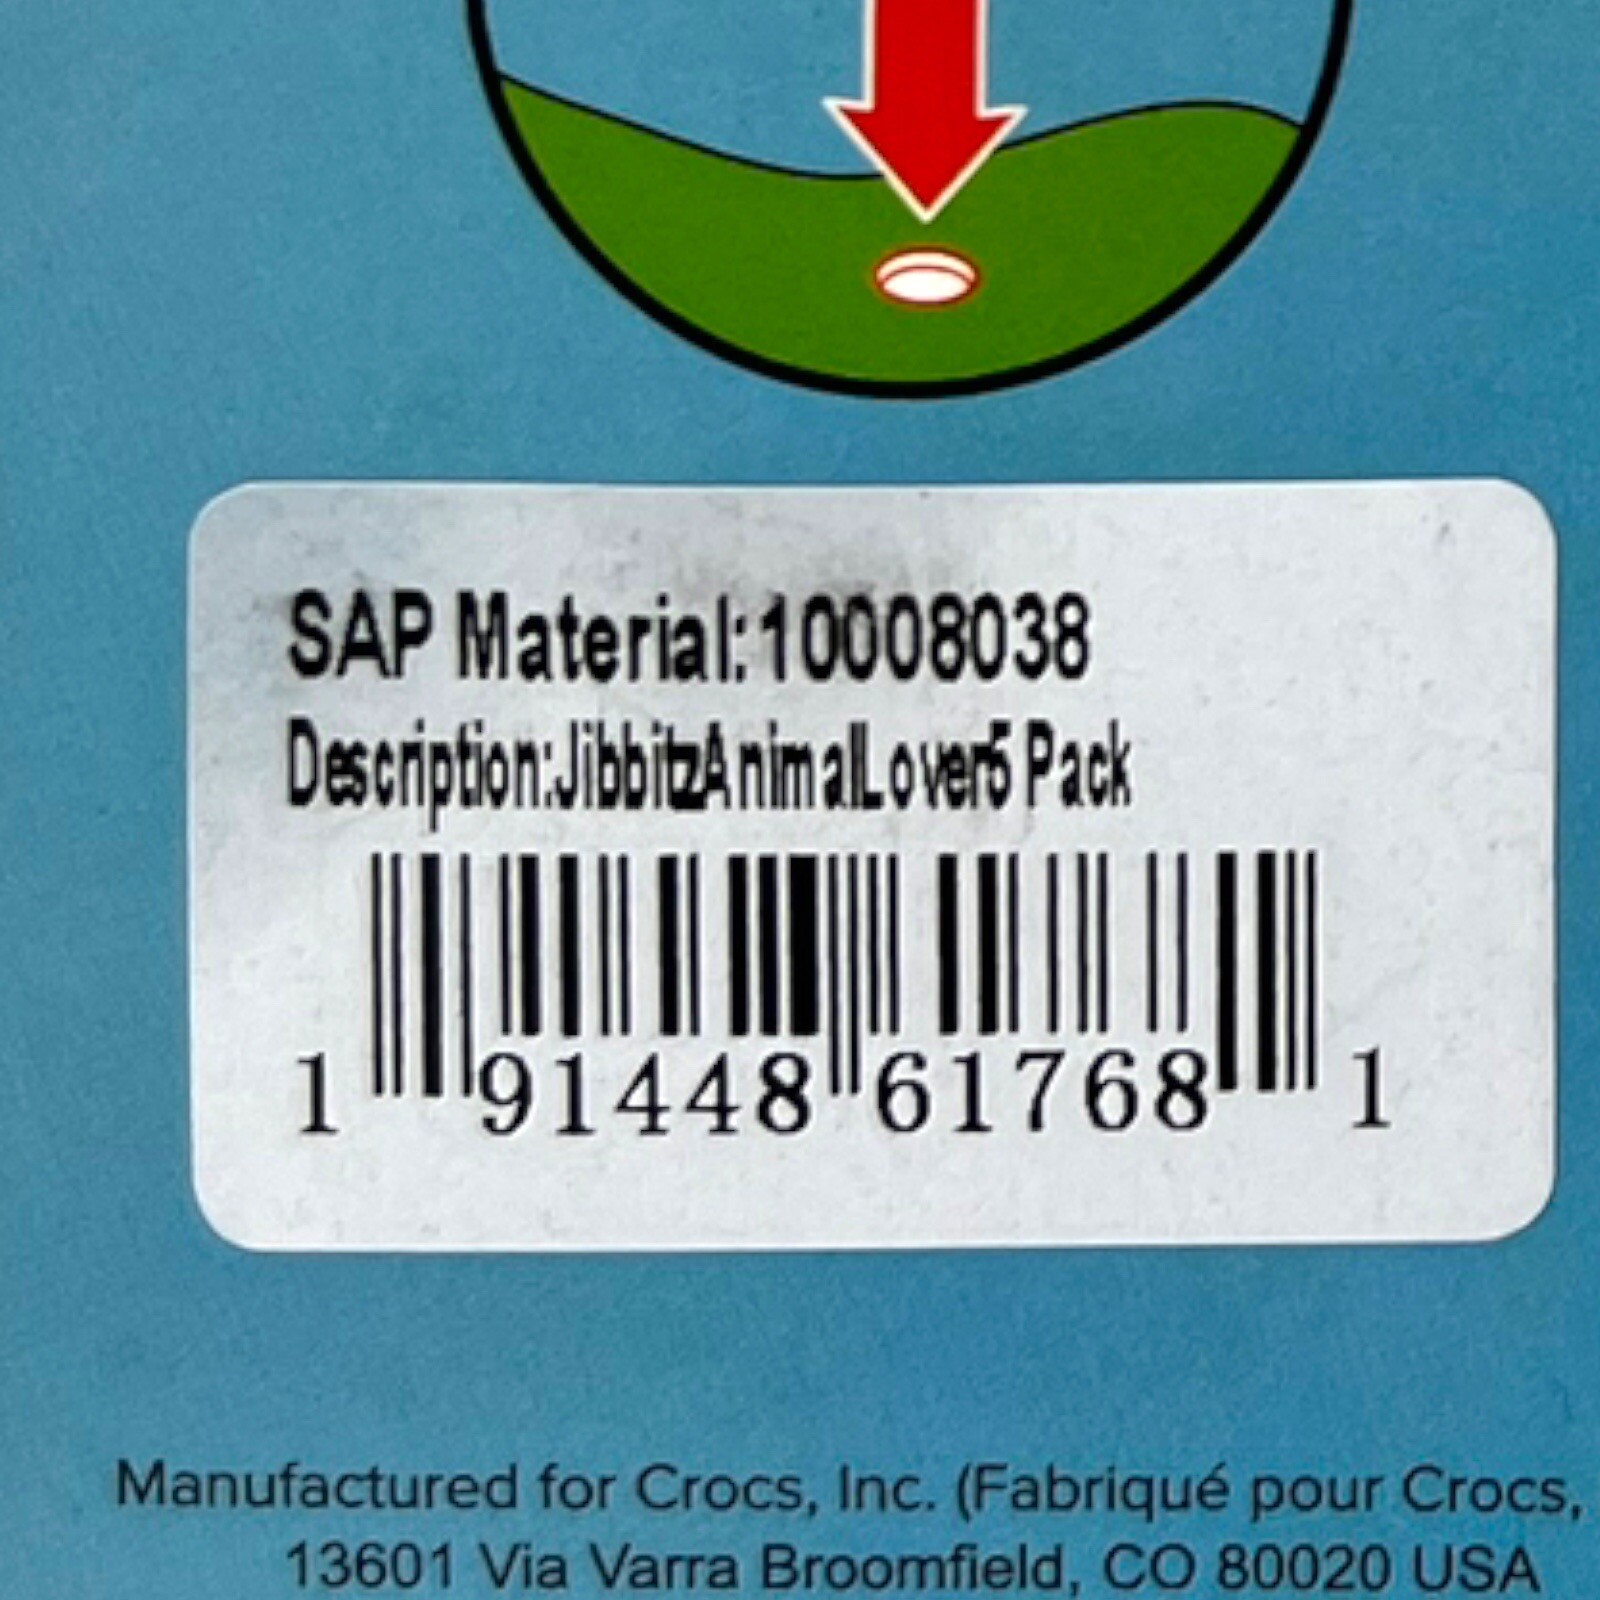 SAP Material:10008038
Description:JibbitzAnimalLover5 Pack
1 91448 61768 1
Manufactured for Crocs, Inc. (Fabriqué pour Crocs,
13601 Via Varra Broomfield, CO 80020 USA